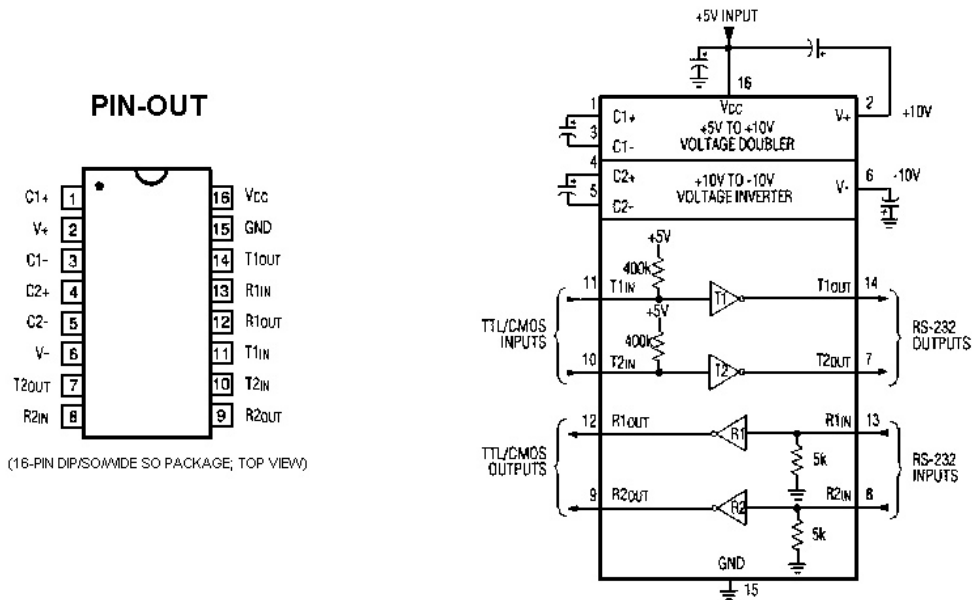 PIN-OUT
C1+ 1
V+ 2
C1- 3
C2+ 4
C2- 5
V- 6
T2OUT 7
R2IN 8
16 VCC
15 GND
14 T1OUT
13 R1IN
12 R1OUT
11 T1IN
10 T2IN
9 R2OUT
(16-PIN DIP/SO/WIDE SO PACKAGE; TOP VIEW)
+5V INPUT
16
VCC
1 C1+
3 C1-
+5V TO +10V
VOLTAGE DOUBLER
V+ 2 +10V
4 C2+
5 C2-
+10V TO -10V
VOLTAGE INVERTER
V- 6 -10V
+5V
400k
11 T1IN T1 T1OUT 14
+5V
400k
10 T2IN T2 T2OUT 7
TTL/CMOS
INPUTS
RS-232
OUTPUTS
12 R1OUT R1 R1IN 13
5k
9 R2OUT R2 R2IN 8
5k
TTL/CMOS
OUTPUTS
RS-232
INPUTS
GND
15